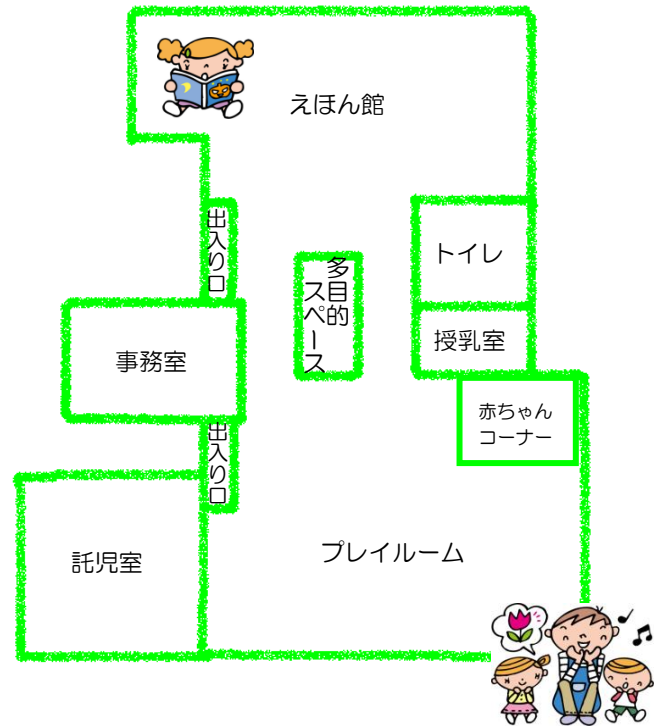 えほん館
出入り口
トイレ
多目的
スペース
授乳室
事務室
赤ちゃん
コーナー
出入り口
プレイルーム
託児室